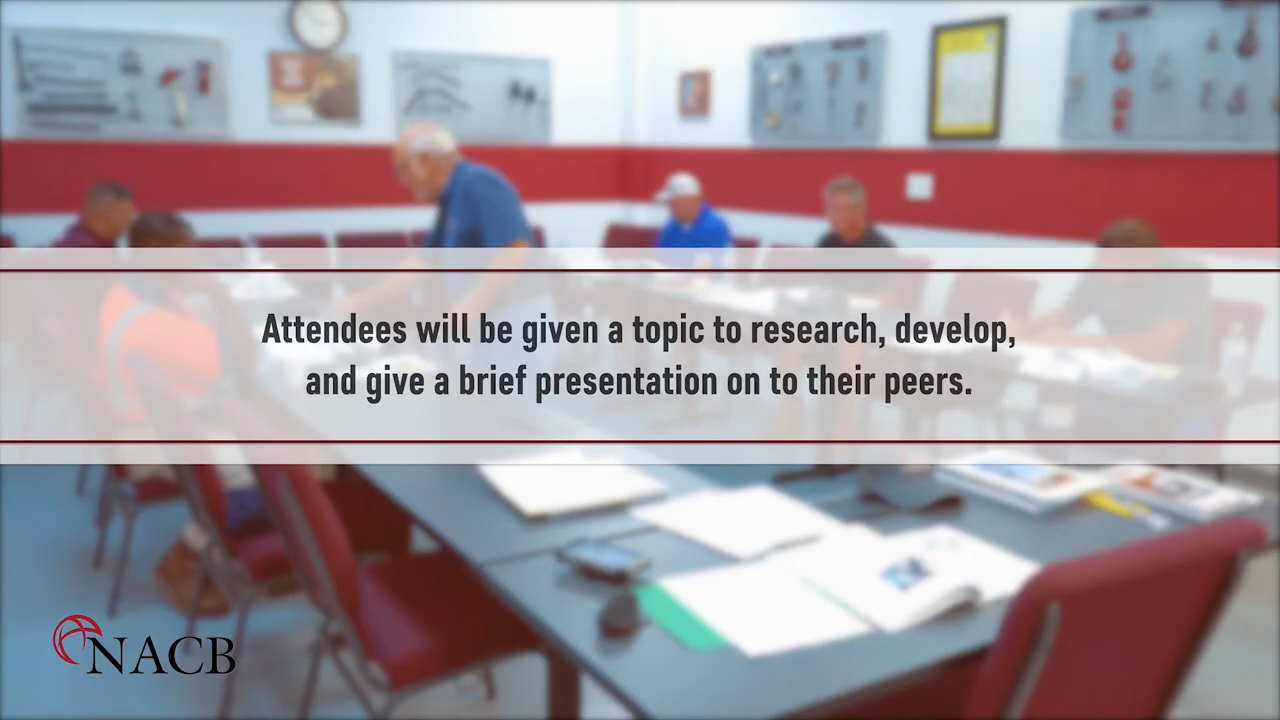 Attendees will be given a topic to research, develop,
and give a brief presentation on to their peers.
NACB